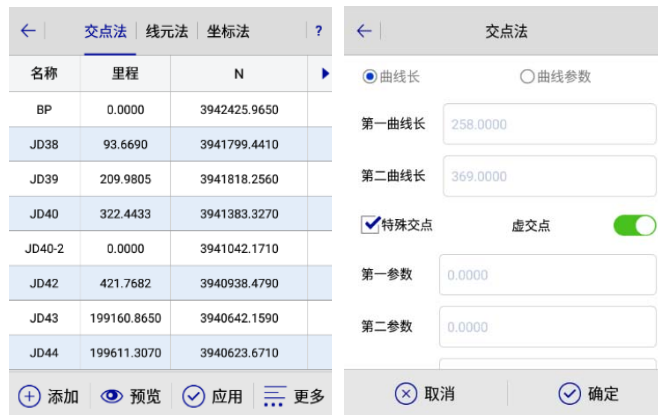 交点法 线元法 坐标法 ?
名称 里程 N
BP 0.0000 3942425.9650
JD38 93.6690 3941799.4410
JD39 209.9805 3941818.2560
JD40 322.4433 3941383.3270
JD40-2 0.0000 3941042.1710
JD42 421.7682 3940938.4790
JD43 199160.8650 3940642.1590
JD44 199611.3070 3940623.6710
添加 预览 应用 更多
交点法
曲线长 曲线参数
第一曲线长 258.0000
第二曲线长 369.0000
特殊交点 虚交点
第一参数 0.0000
第二参数 0.0000
取消 确定